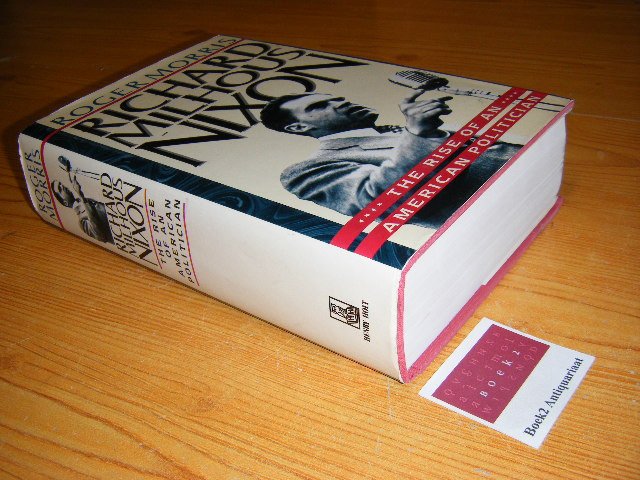 ROGER MORRIS
RICHARD
MILHOUS
NIXON
THE RISE OF AN
AMERICAN POLITICIAN
ROGER
MORRIS
RICHARD
MILHOUS
NIXON
THE RISE
OF AN
AMERICAN
POLITICIAN
HENRY HOLT
BOEK2
Boek2 Antiquariaat